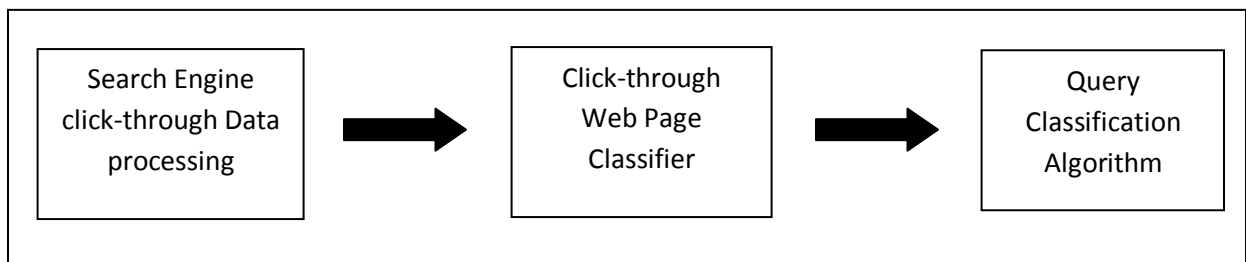 Search Engine
click-through Data
processing
Click-through
Web Page
Classifier
Query
Classification
Algorithm